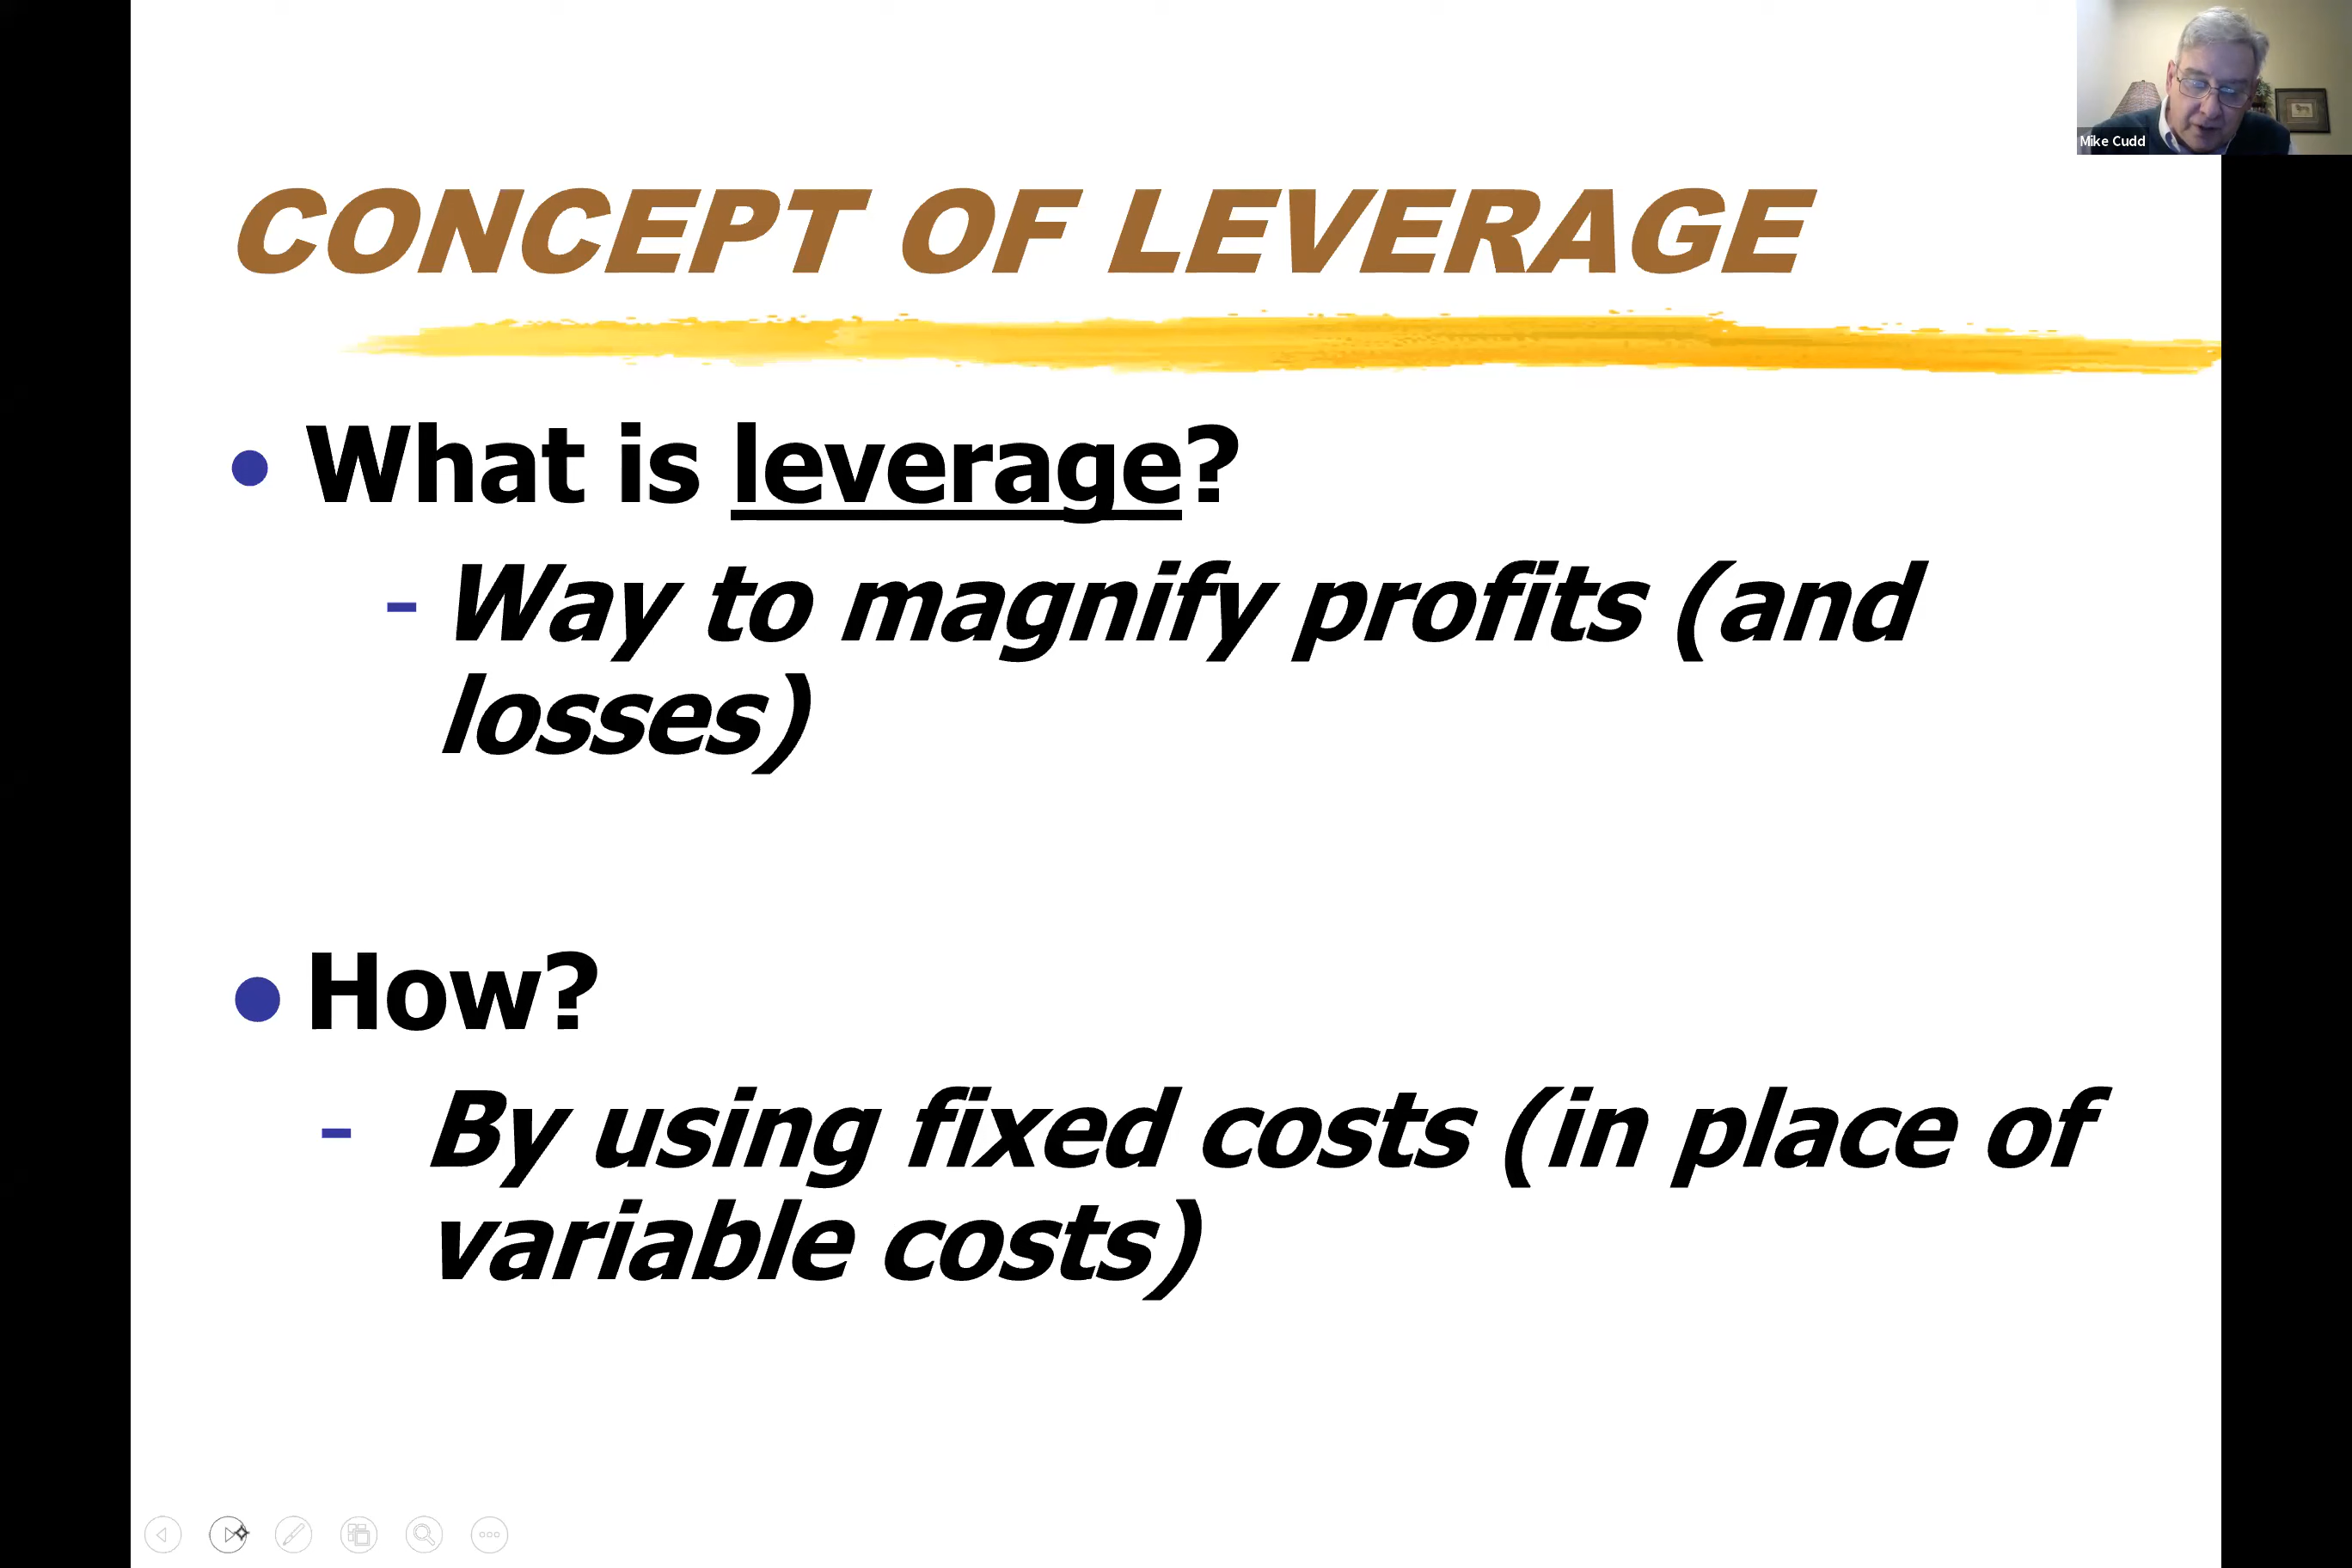 Mike Cudd
CONCEPT OF LEVERAGE
• What is leverage?
- Way to magnify profits (and
losses)
• How?
- By using fixed costs (in place of
variable costs)